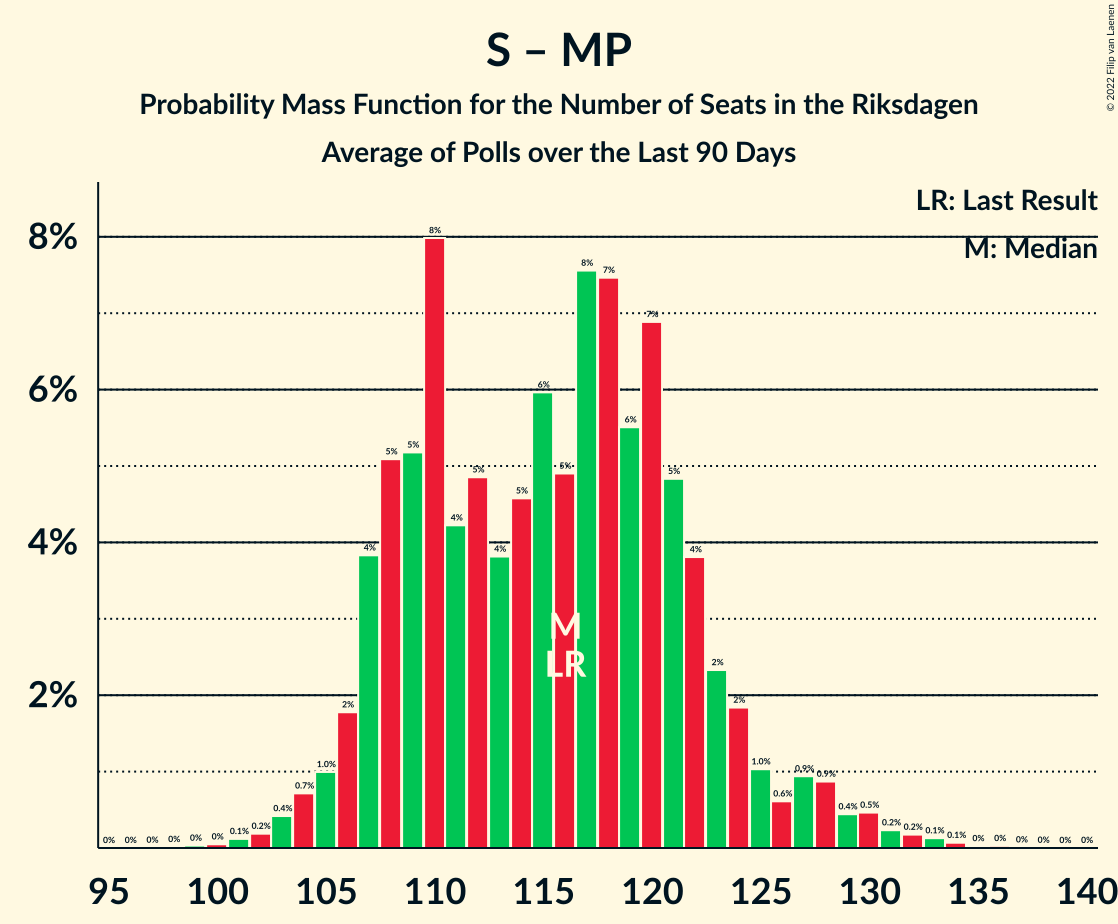 © 2022 Filip van Laenen
S – MP
Probability Mass Function for the Number of Seats in the Riksdagen
Average of Polls over the Last 90 Days
LR: Last Result
M: Median
8%
6%
4%
2%
0% 0% 0% 0% 0% 0% 0.1% 0.2% 0.4% 0.7% 1.0% 2% 4% 5% 5% 8% 4% 5% 4% 5% 6% 5% 8% 7% 6% 7% 5% 4% 2% 2% 1.0% 0.6% 0.9% 0.9% 0.4% 0.5% 0.2% 0.2% 0.1% 0.1% 0% 0% 0% 0% 0% 0%
M
LR
95 100 105 110 115 120 125 130 135 140